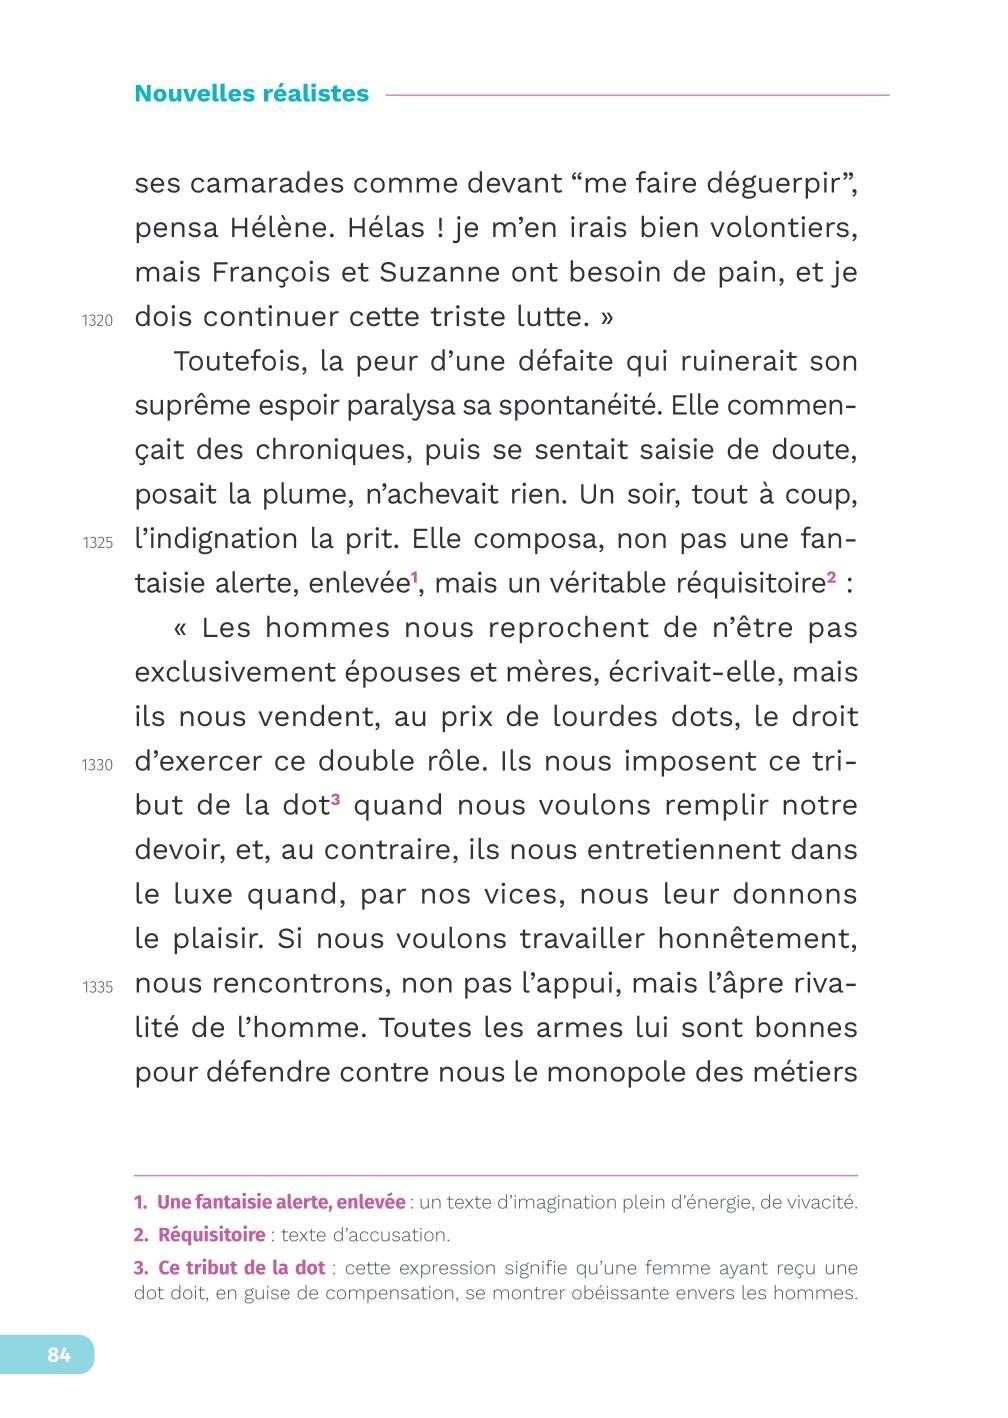 Nouvelles réalistes
ses camarades comme devant “me faire déguerpir”,
pensa Hélène. Hélas ! je m’en irais bien volontiers,
mais François et Suzanne ont besoin de pain, et je
1320 dois continuer cette triste lutte. »
Toutefois, la peur d’une défaite qui ruinerait son
suprême espoir paralysa sa spontanéité. Elle commen-
çait des chroniques, puis se sentait saisie de doute,
posait la plume, n’achevait rien. Un soir, tout à coup,
1325 l’indignation la prit. Elle composa, non pas une fan-
taisie alerte, enlevée1, mais un véritable réquisitoire2 :
« Les hommes nous reprochent de n’être pas
exclusivement épouses et mères, écrivait-elle, mais
ils nous vendent, au prix de lourdes dots, le droit
1330 d’exercer ce double rôle. Ils nous imposent ce tri-
but de la dot3 quand nous voulons remplir notre
devoir, et, au contraire, ils nous entretiennent dans
le luxe quand, par nos vices, nous leur donnons
le plaisir. Si nous voulons travailler honnêtement,
1335 nous rencontrons, non pas l’appui, mais l’âpre riva-
lité de l’homme. Toutes les armes lui sont bonnes
pour défendre contre nous le monopole des métiers
1. Une fantaisie alerte, enlevée : un texte d’imagination plein d’énergie, de vivacité.
2. Réquisitoire : texte d’accusation.
3. Ce tribut de la dot : cette expression signifie qu’une femme ayant reçu une
dot doit, en guise de compensation, se montrer obéissante envers les hommes.
84